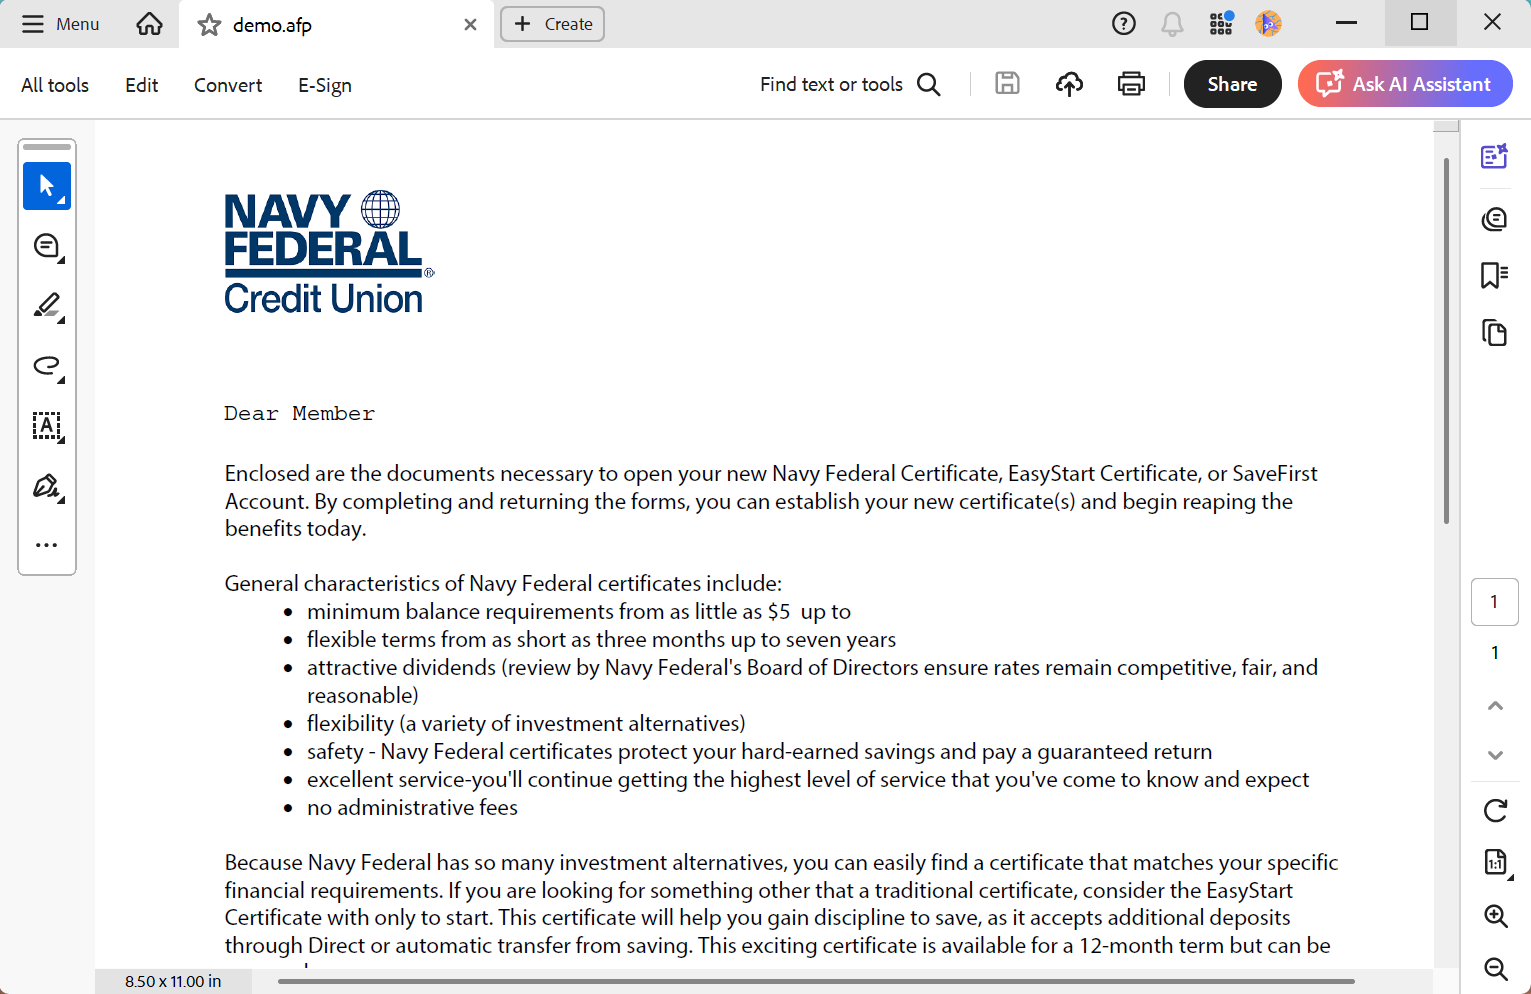 Menu
demo.afp
Create
All tools
Edit
Convert
E-Sign
Find text or tools
Share
Ask AI Assistant
NAVY
FEDERAL
®
Credit Union
Dear Member
Enclosed are the documents necessary to open your new Navy Federal Certificate, EasyStart Certificate, or SaveFirst
Account. By completing and returning the forms, you can establish your new certificate(s) and begin reaping the
benefits today.
General characteristics of Navy Federal certificates include:
• minimum balance requirements from as little as $5  up to
• flexible terms from as short as three months up to seven years
• attractive dividends (review by Navy Federal's Board of Directors ensure rates remain competitive, fair, and
reasonable)
• flexibility (a variety of investment alternatives)
• safety - Navy Federal certificates protect your hard-earned savings and pay a guaranteed return
• excellent service-you'll continue getting the highest level of service that you've come to know and expect
• no administrative fees
Because Navy Federal has so many investment alternatives, you can easily find a certificate that matches your specific
financial requirements. If you are looking for something other that a traditional certificate, consider the EasyStart
Certificate with only to start. This certificate will help you gain discipline to save, as it accepts additional deposits
through Direct or automatic transfer from saving. This exciting certificate is available for a 12-month term but can be
8.50 x 11.00 in
1
1
1:1